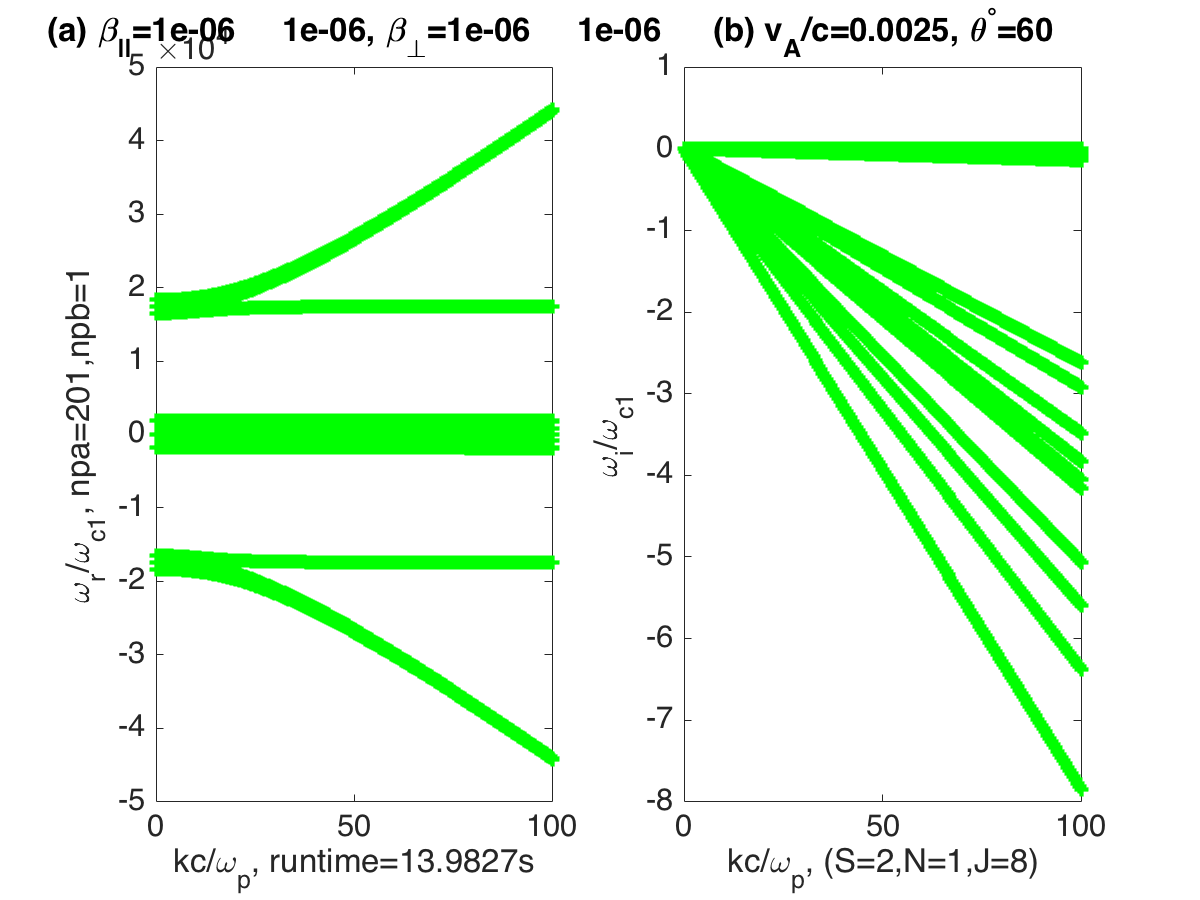 (a) β||=1e-06 1e-06, β⊥=1e-06 1e-06
(b) vA/c=0.0025, θ°=60
5 ×10
4
3
2
1
0
-1
-2
-3
-4
-5
ωr/ωc1, npa=201,npb=1
0 50 100
kc/ωp, runtime=13.9827s
1
0
-1
-2
-3
-4
-5
-6
-7
-8
ωi/ωc1
0 50 100
kc/ωp, (S=2,N=1,J=8)